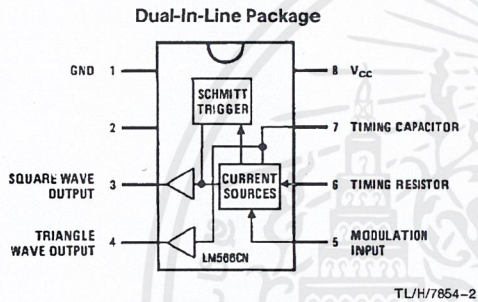 Dual-In-Line Package
GND 1
8 VCC
SCHMITT
TRIGGER
2
7 TIMING CAPACITOR
SQUARE WAVE
OUTPUT
3
CURRENT
SOURCES
6 TIMING RESISTOR
TRIANGLE
WAVE OUTPUT
4
5 MODULATION
INPUT
LM566CN
TL/H/7854–2